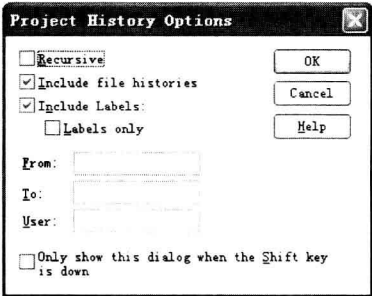 Project History Options
Recursive
OK
Include file histories
Cancel
Include Labels:
Labels only
Help
From:
To:
User:
Only show this dialog when the Shift key
is down